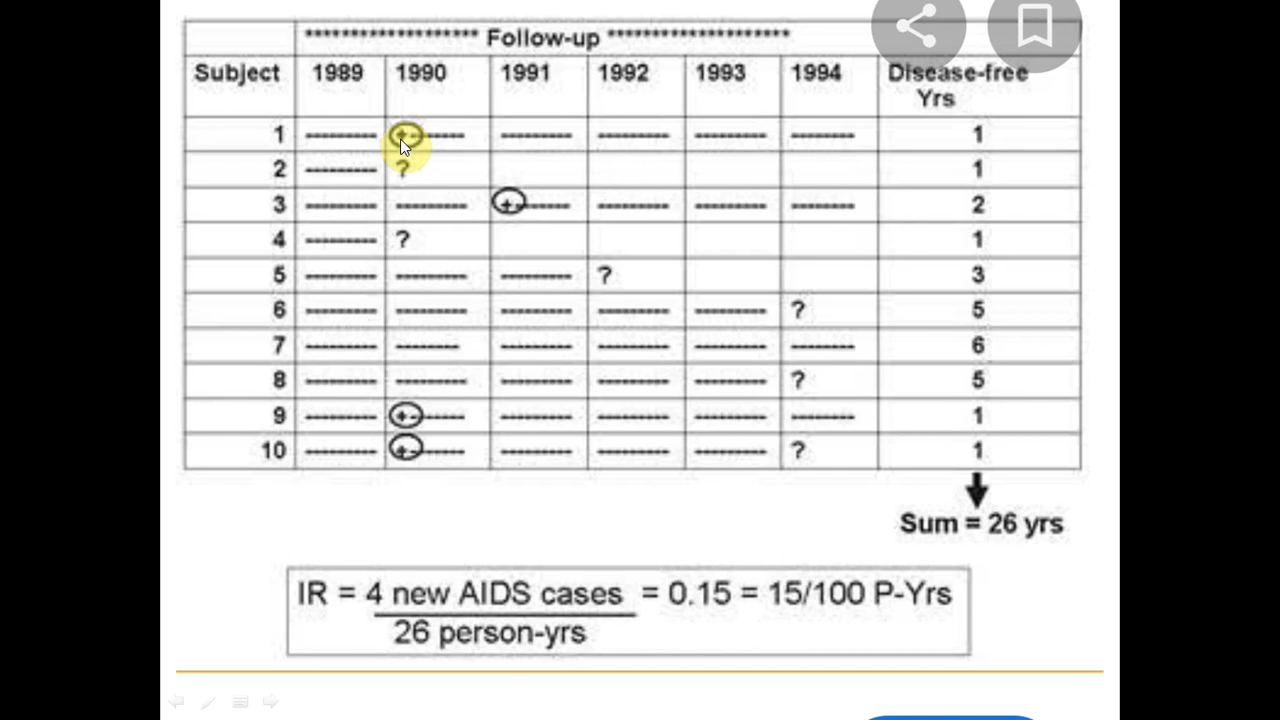 ******************* Follow-up ********************
Subject 1989 1990 1991 1992 1993 1994 Disease-free
Yrs
1 --------- +------ --------- --------- --------- -------- 1
2 --------- ? 1
3 --------- --------- +------- --------- --------- -------- 2
4 --------- ? 1
5 --------- --------- --------- ? 3
6 --------- --------- --------- --------- --------- ? 5
7 --------- -------- --------- --------- --------- -------- 6
8 --------- --------- --------- --------- --------- ? 5
9 --------- +------- --------- --------- --------- -------- 1
10 --------- +------- --------- --------- --------- ? 1
Sum = 26 yrs
IR = 4 new AIDS cases = 0.15 = 15/100 P-Yrs
26 person-yrs